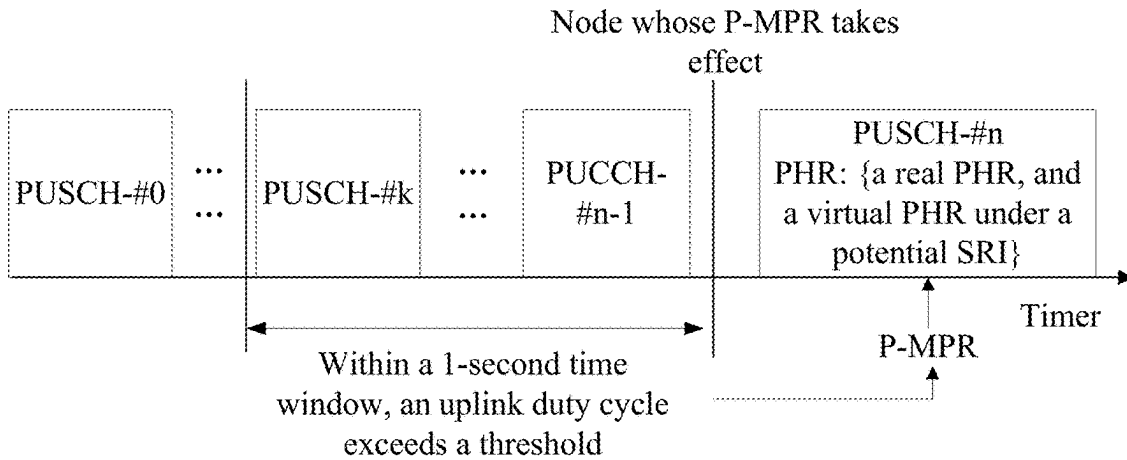 Node whose P-MPR takes
effect
PUSCH-#0
...
...
PUSCH-#k
...
...
PUCCH-
#n-1
PUSCH-#n
PHR: {a real PHR, and
a virtual PHR under a
potential SRI}
Timer
P-MPR
Within a 1-second time
window, an uplink duty cycle
exceeds a threshold